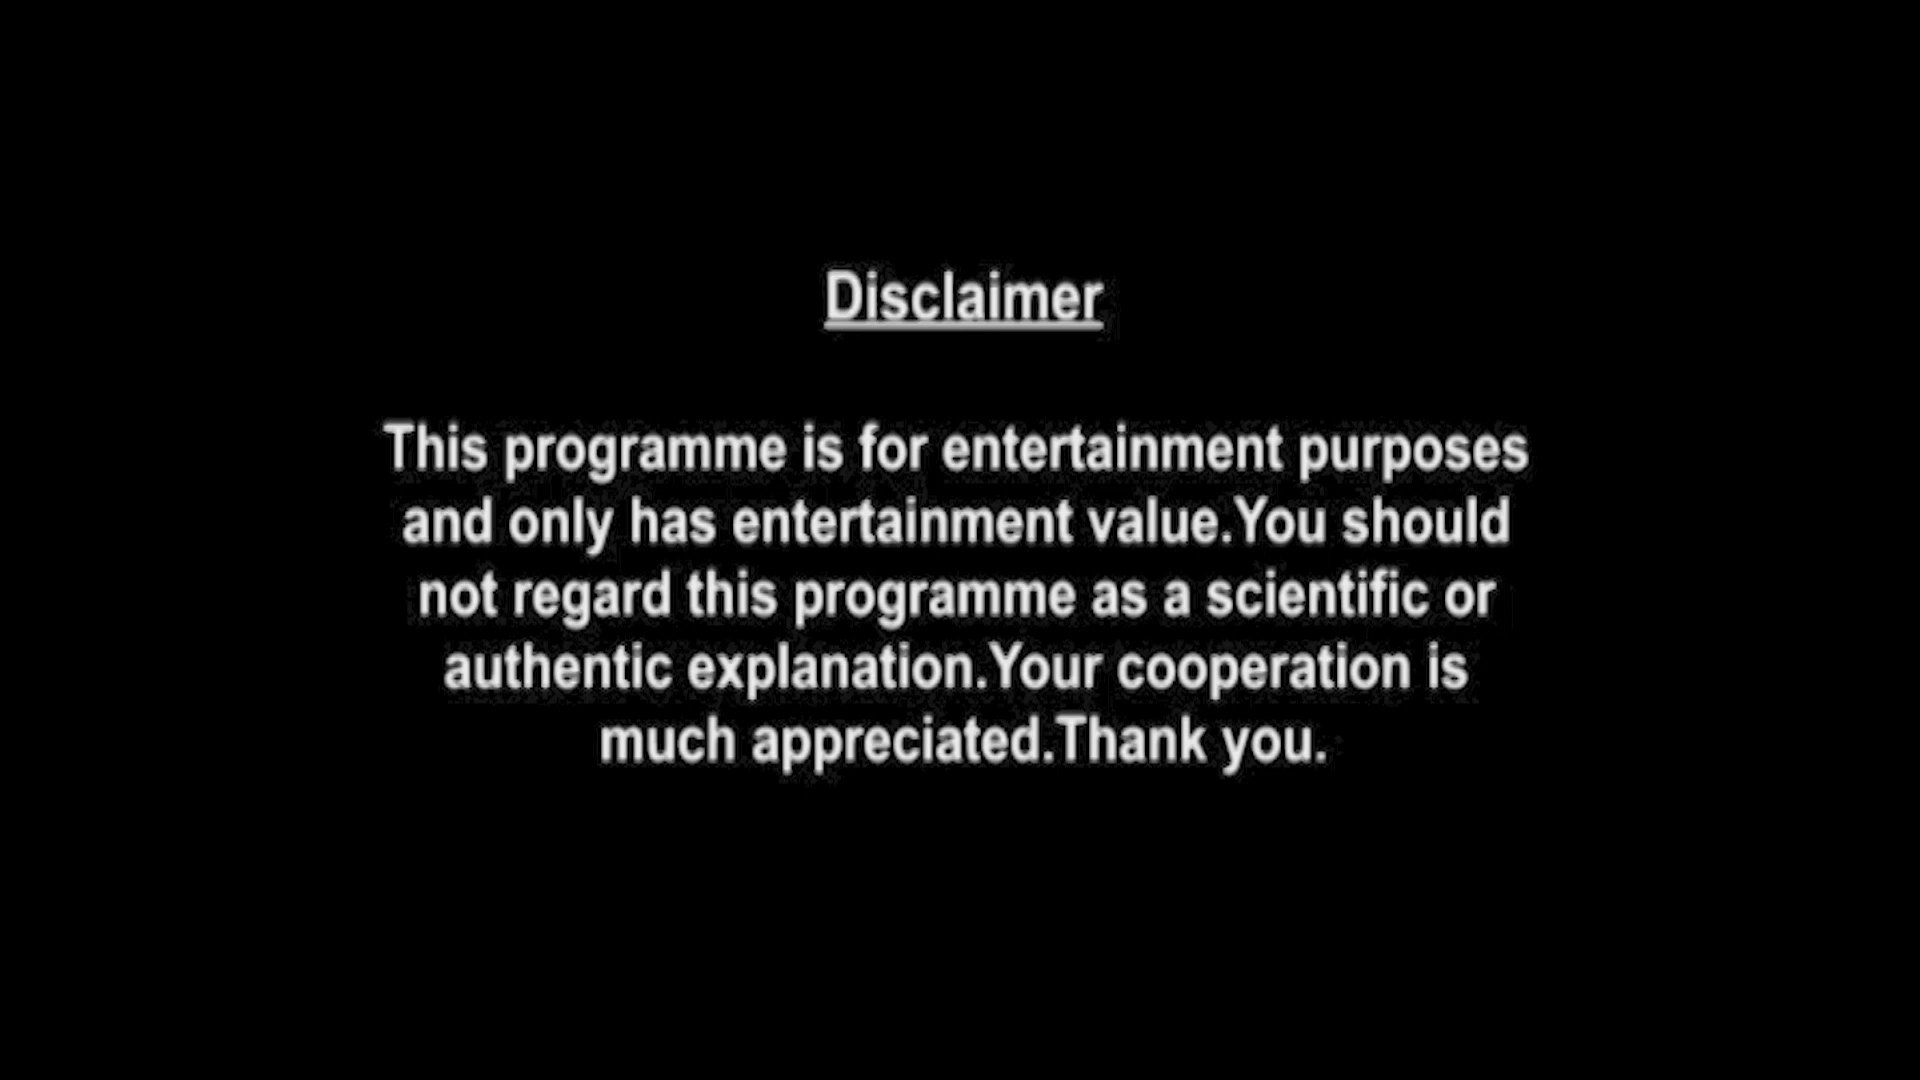 Disclaimer
This programme is for entertainment purposes
and only has entertainment value.You should
not regard this programme as a scientific or
authentic explanation.Your cooperation is
much appreciated.Thank you.